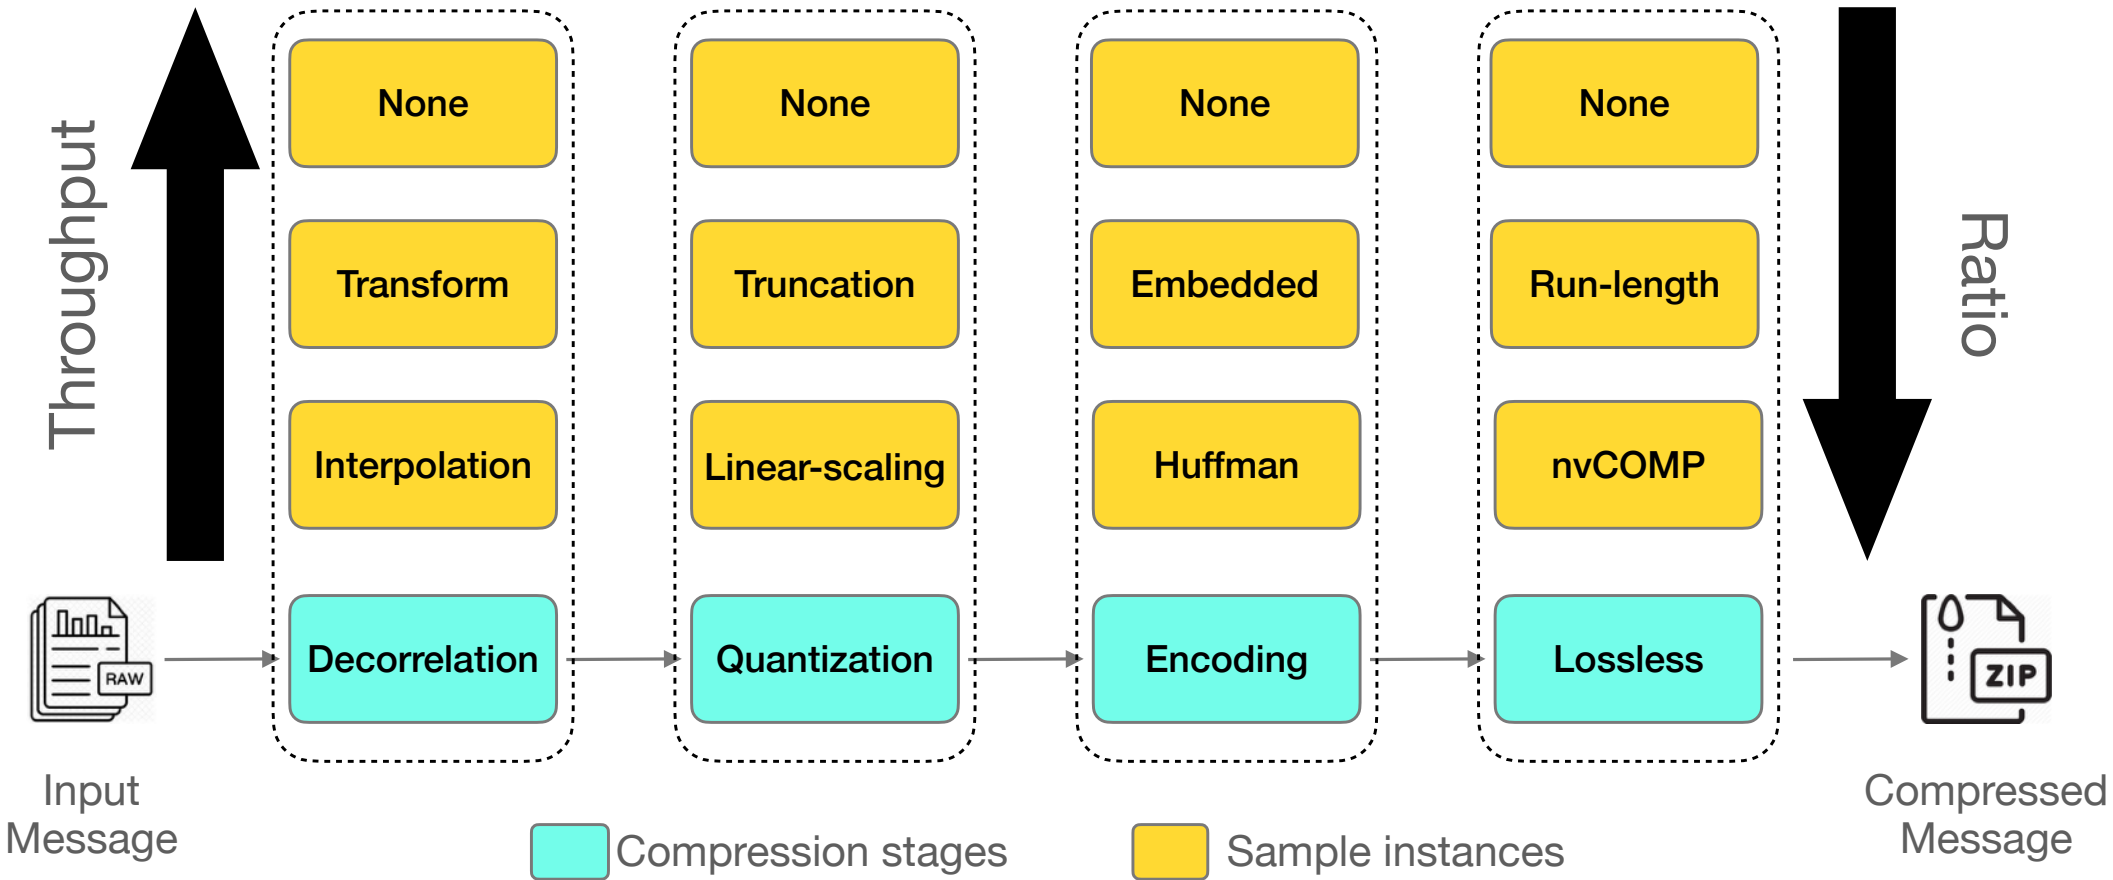 Throughput
None
None
None
None
Transform
Truncation
Embedded
Run-length
Ratio
Interpolation
Linear-scaling
Huffman
nvCOMP
RAW
Decorrelation
Quantization
Encoding
Lossless
ZIP
Input
Message
Compressed
Message
Compression stages
Sample instances